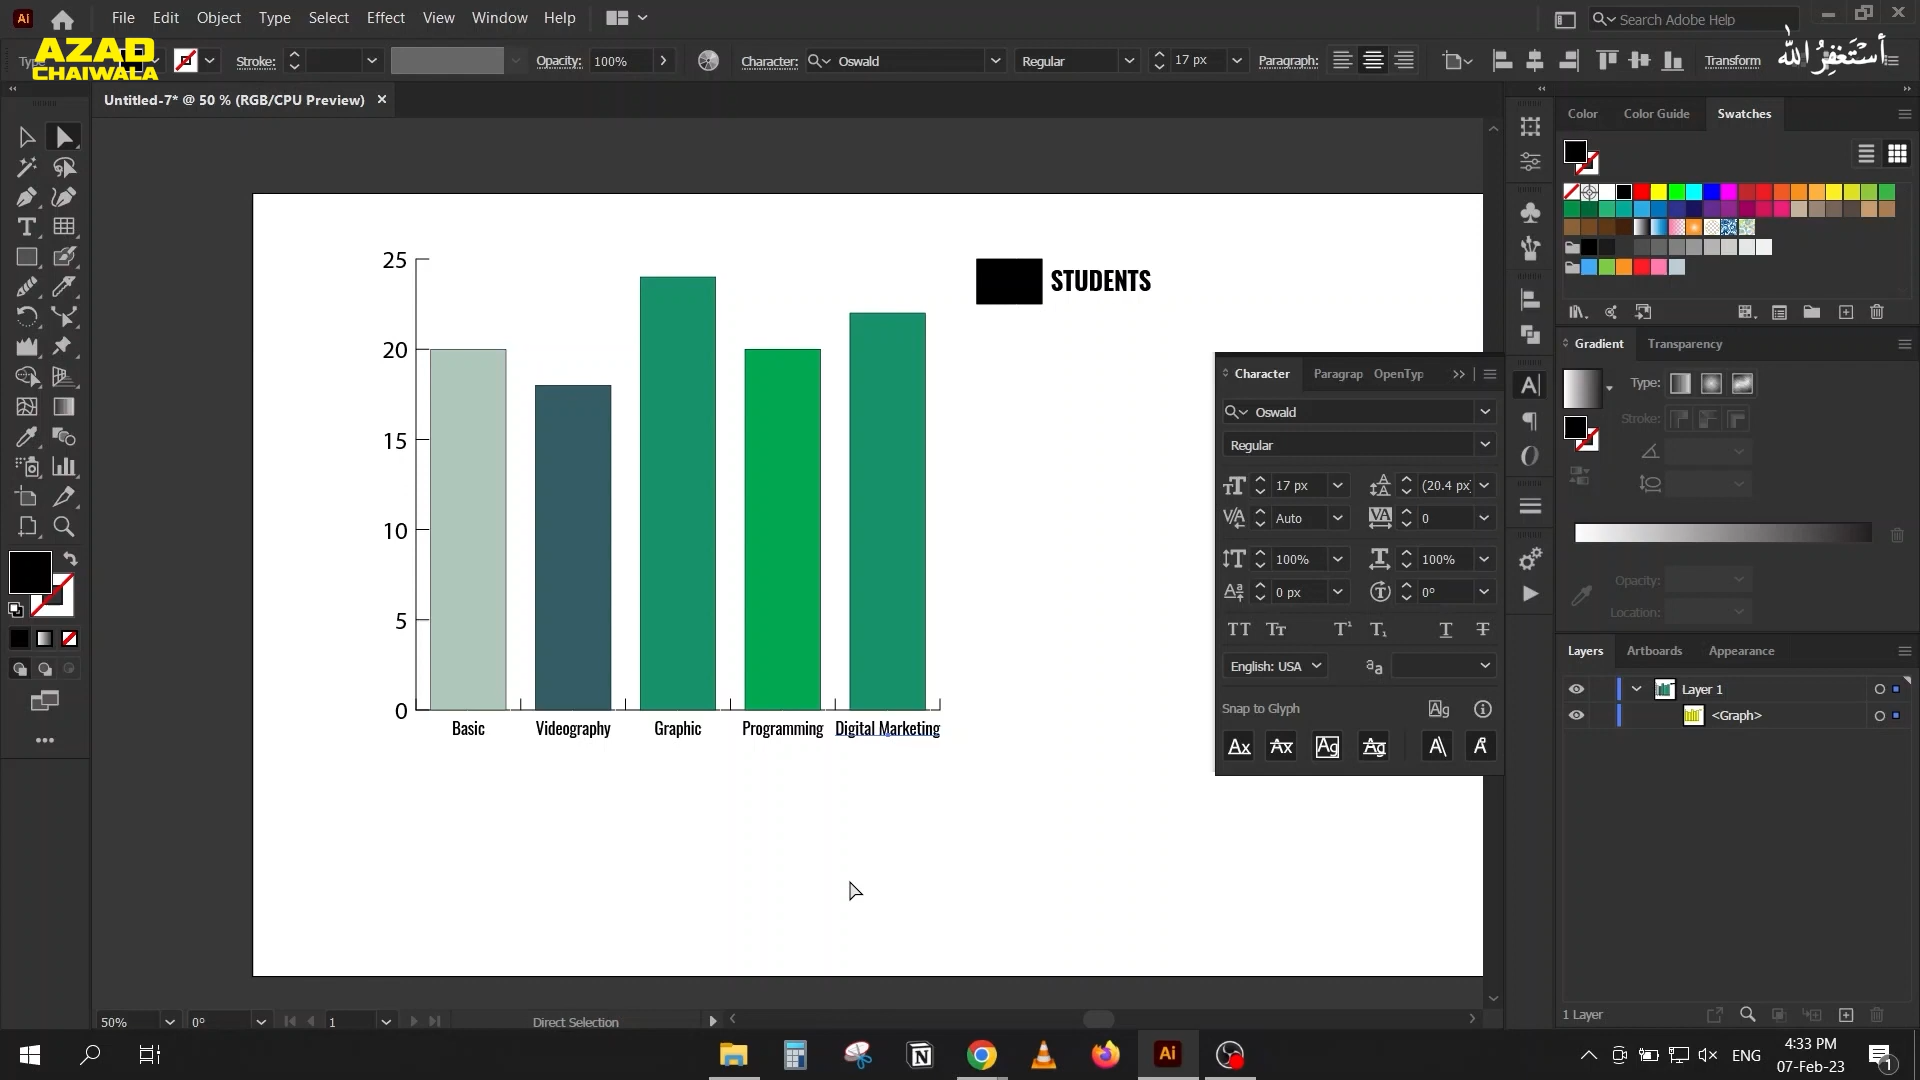 Ai File Edit Object Type Select Effect View Window Help Search Adobe Help
AZAD
CHAIWALA
Stroke: Opacity: 100% Character: Oswald Regular 17 px Paragraph: Transform
أَسْتَغْفِرُ اللّٰه
Untitled-7* @ 50 % (RGB/CPU Preview)
Color Color Guide Swatches
25
20
15
10
5
0
STUDENTS
Basic Videography Graphic Programming Digital Marketing
Character Paragrap OpenTyp
Oswald
Regular
17 px (20.4 px
Auto 0
100% 100%
0 px 0°
English: USA
Snap to Glyph
Gradient Transparency
Type:
Stroke:
Opacity:
Location:
Layers Artboards Appearance
Layer 1
<Graph>
1 Layer
50% 0° 1 Direct Selection
ENG
4:33 PM
07-Feb-23
1